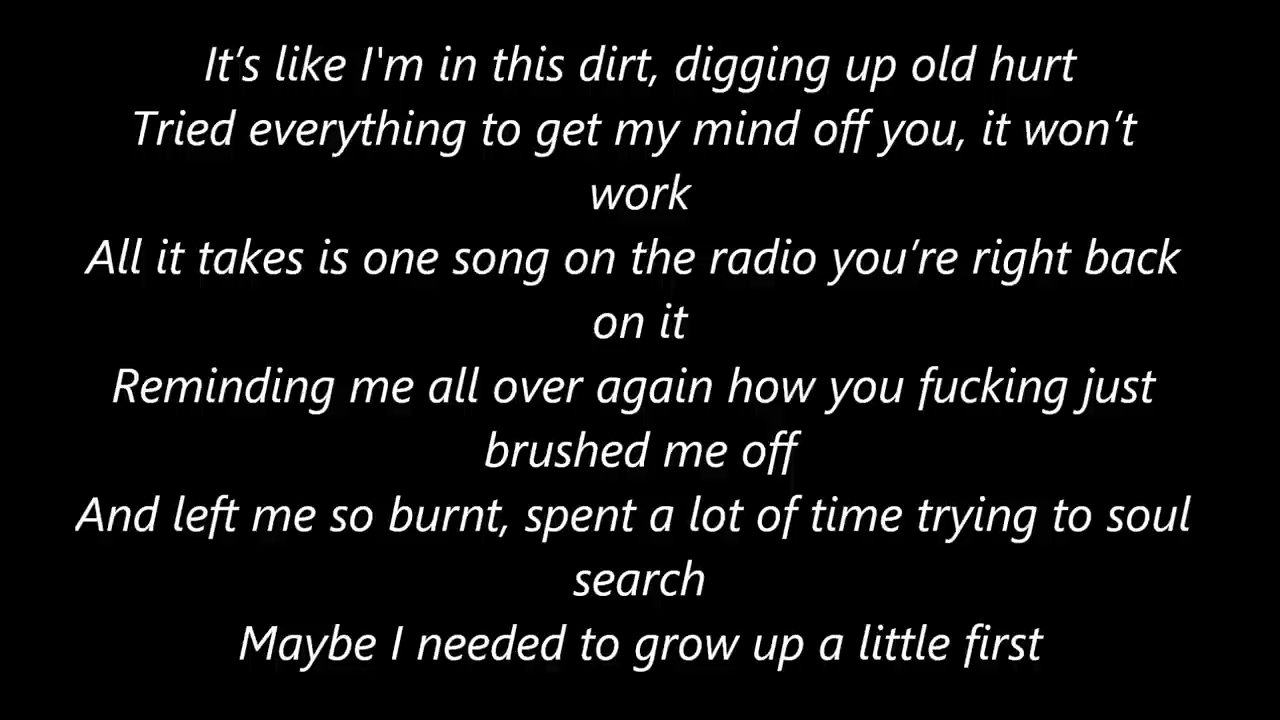 It’s like I'm in this dirt, digging up old hurt
Tried everything to get my mind off you, it won’t
work
All it takes is one song on the radio you’re right back
on it
Reminding me all over again how you fucking just
brushed me off
And left me so burnt, spent a lot of time trying to soul
search
Maybe I needed to grow up a little first